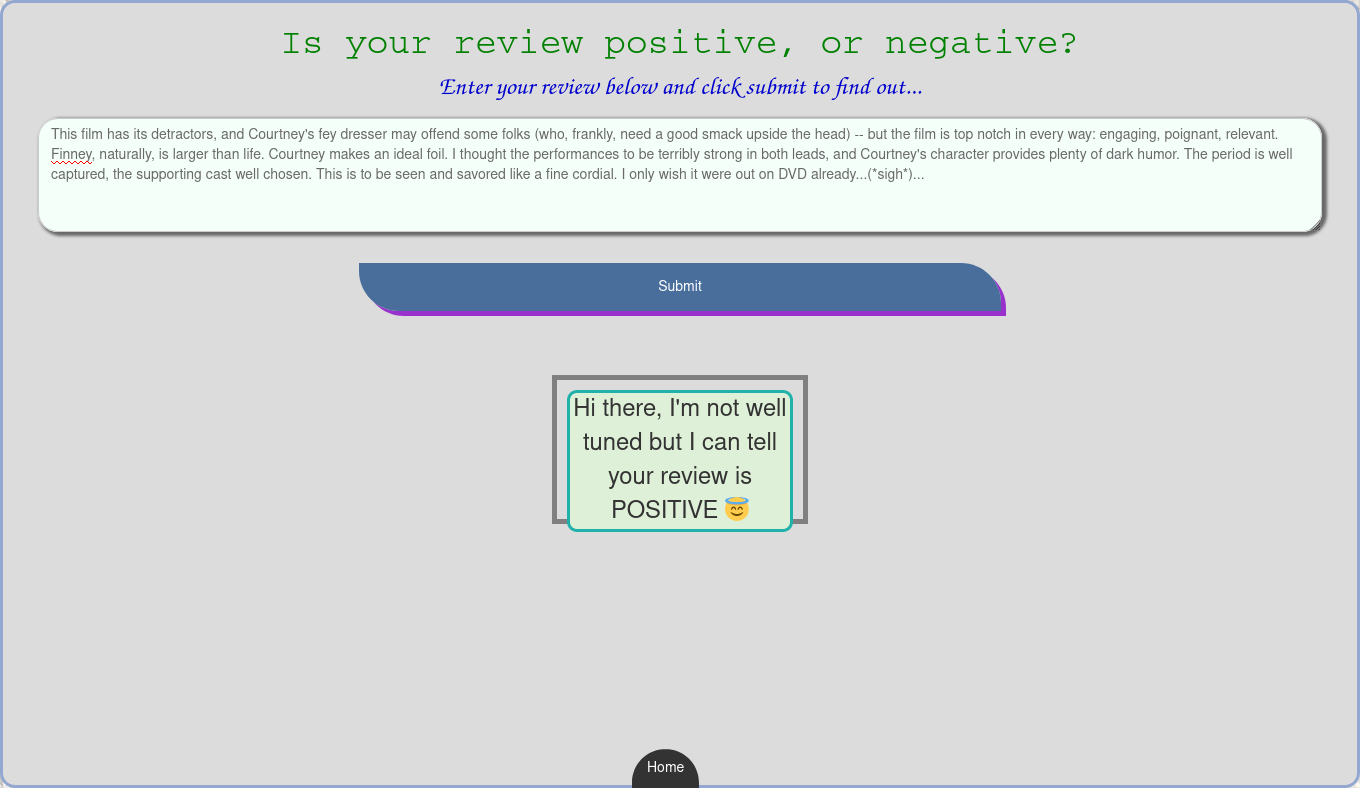 Is your review positive, or negative?
Enter your review below and click submit to find out...
This film has its detractors, and Courtney's fey dresser may offend some folks (who, frankly, need a good smack upside the head) -- but the film is top notch in every way: engaging, poignant, relevant.
Finney, naturally, is larger than life. Courtney makes an ideal foil. I thought the performances to be terribly strong in both leads, and Courtney's character provides plenty of dark humor. The period is well
captured, the supporting cast well chosen. This is to be seen and savored like a fine cordial. I only wish it were out on DVD already...(*sigh*)...
Submit
Hi there, I'm not well
tuned but I can tell
your review is
POSITIVE 😇
Home